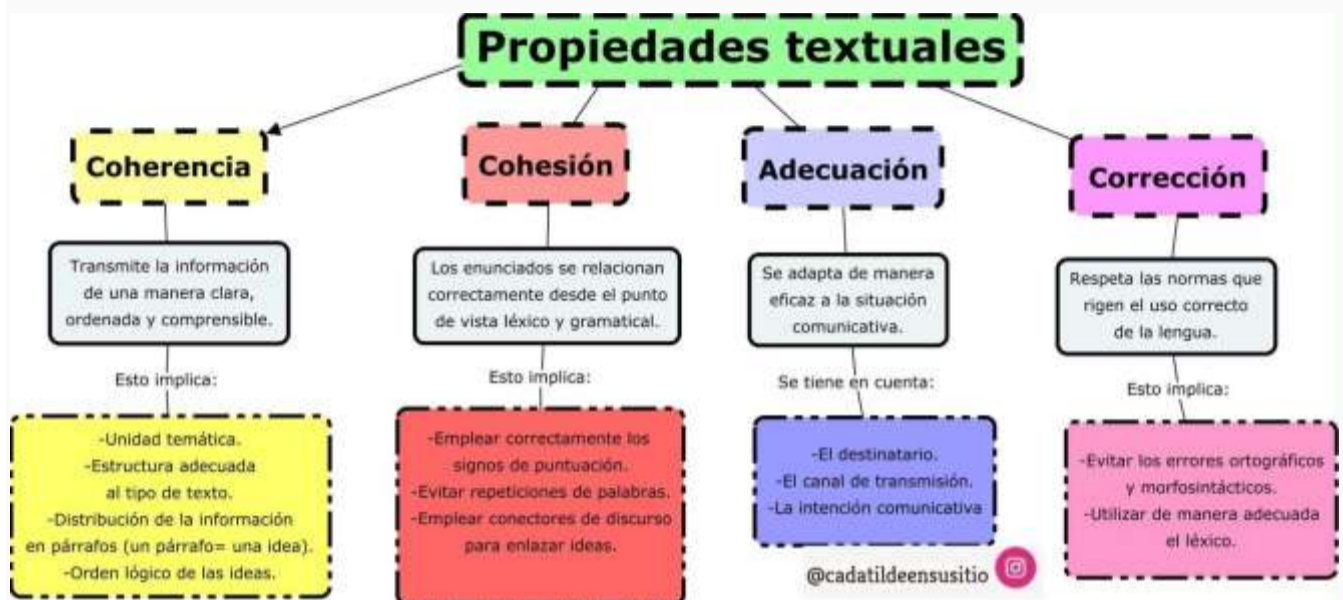 Propiedades textuales
Coherencia
Transmite la información
de una manera clara,
ordenada y comprensible.
Esto implica:
-Unidad temática.
-Estructura adecuada
al tipo de texto.
-Distribución de la información
en párrafos (un párrafo= una idea).
-Orden lógico de las ideas.
Cohesión
Los enunciados se relacionan
correctamente desde el punto
de vista léxico y gramatical.
Esto implica:
-Emplear correctamente los
signos de puntuación.
-Evitar repeticiones de palabras.
-Emplear conectores de discurso
para enlazar ideas.
Adecuación
Se adapta de manera
eficaz a la situación
comunicativa.
Se tiene en cuenta:
-El destinatario.
-El canal de transmisión.
-La intención comunicativa
Corrección
Respeta las normas que
rigen el uso correcto
de la lengua.
Esto implica:
-Evitar los errores ortográficos
y morfosintácticos.
-Utilizar de manera adecuada
el léxico.
@cadatildeensusitio